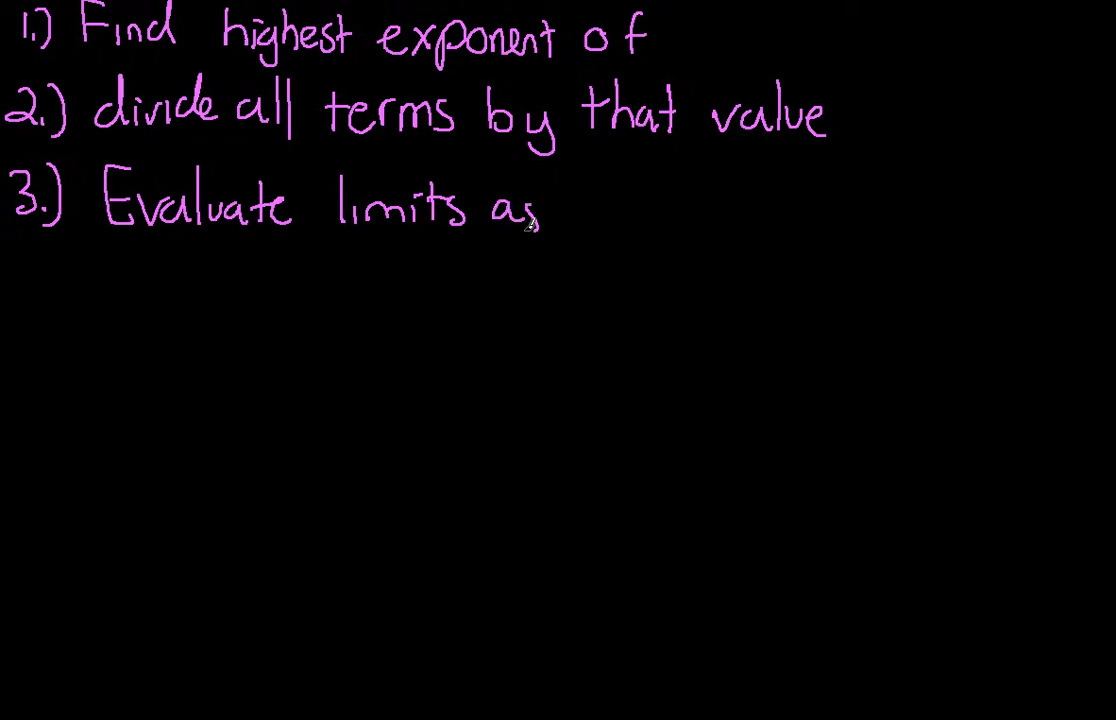 1.) Find highest exponent of
2.) divide all terms by that value
3.) Evaluate limits as